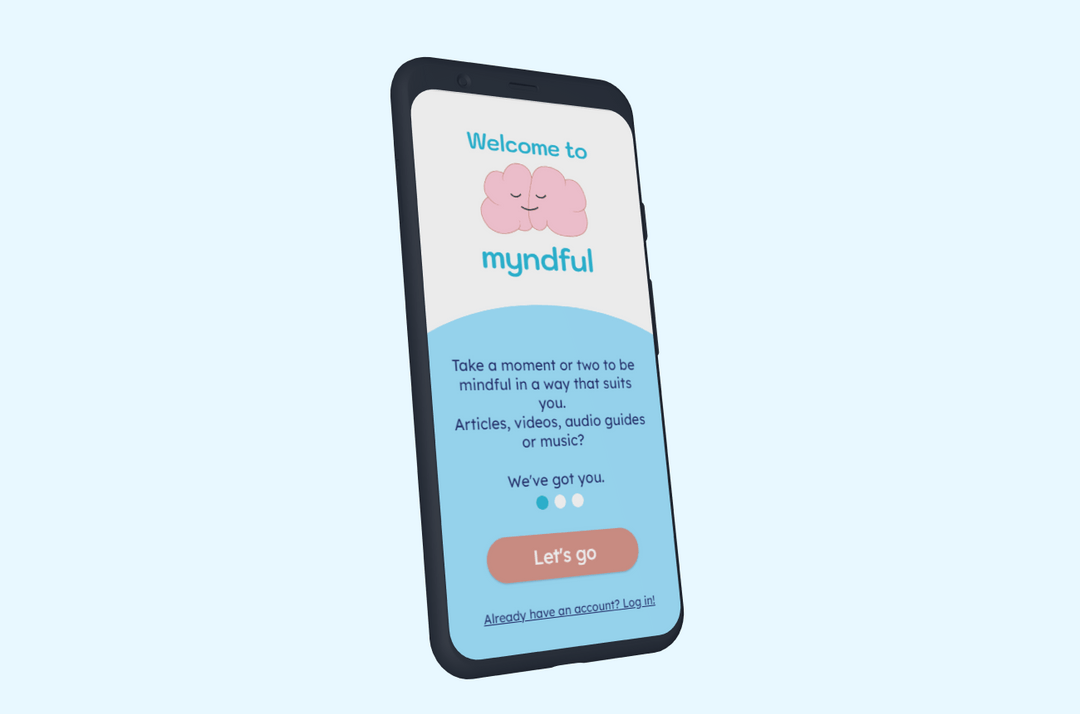 Welcome to
myndful
Take a moment or two to be
mindful in a way that suits
you.
Articles, videos, audio guides
or music?
We've got you.
Let's go
Already have an account? Log in!